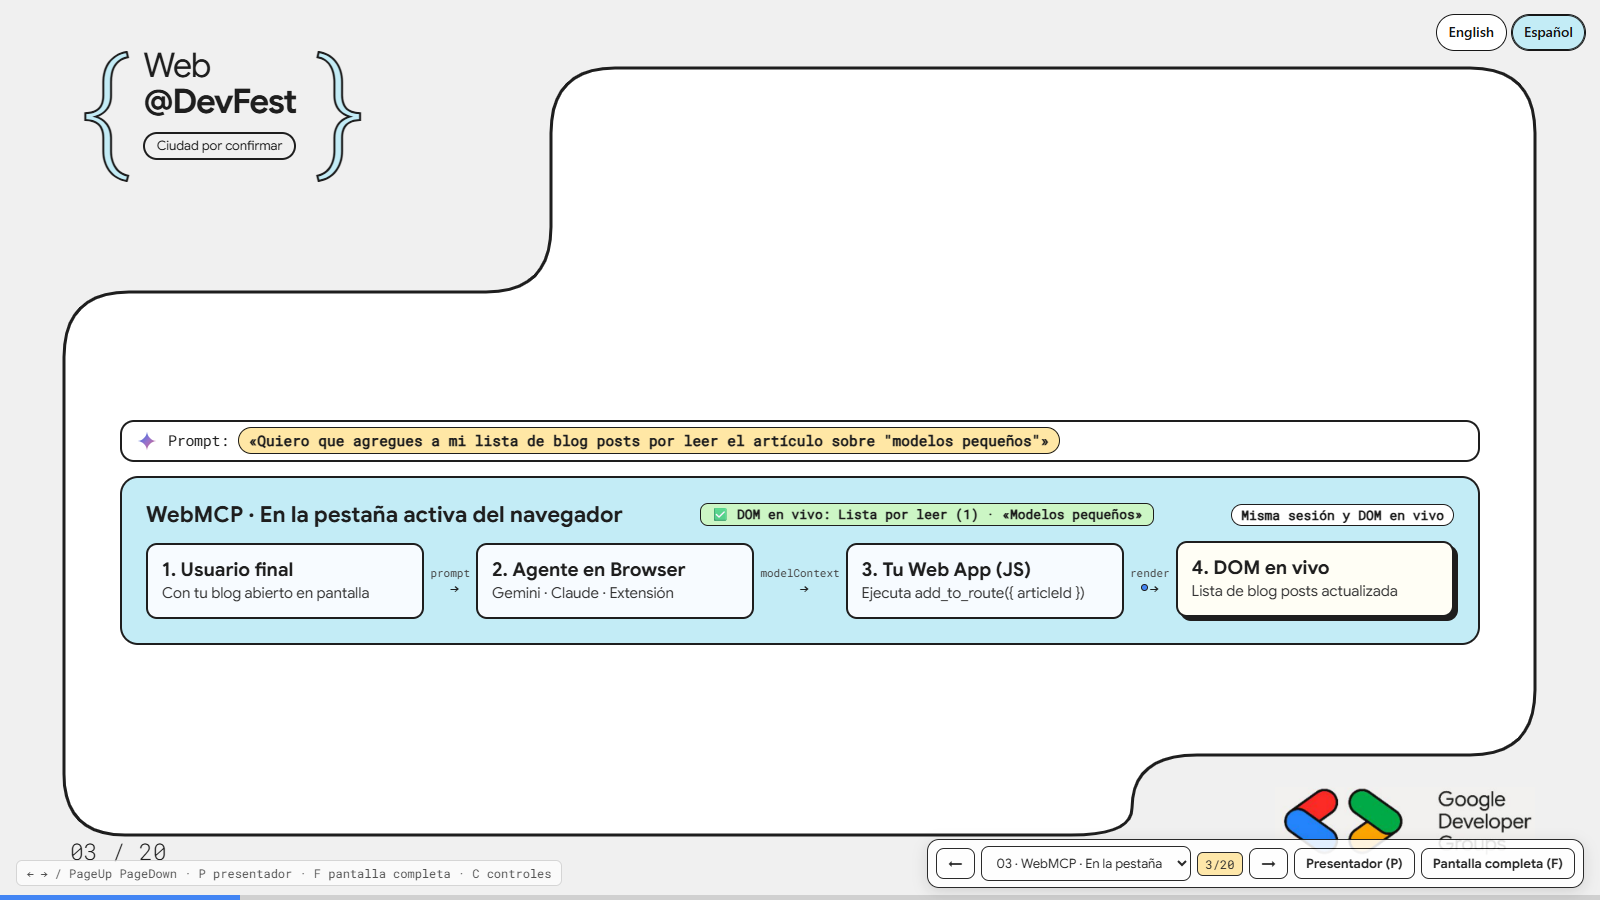 English
Español
Web
@DevFest
Ciudad por confirmar
Prompt: «Quiero que agregues a mi lista de blog posts por leer el artículo sobre "modelos pequeños"»
WebMCP · En la pestaña activa del navegador
✅ DOM en vivo: Lista por leer (1) · «Modelos pequeños»
Misma sesión y DOM en vivo
1. Usuario final
Con tu blog abierto en pantalla
prompt
→
2. Agente en Browser
Gemini · Claude · Extensión
modelContext
→
3. Tu Web App (JS)
Ejecuta add_to_route({ articleId })
render
→
4. DOM en vivo
Lista de blog posts actualizada
Google
Developer
Groups
03 / 20
← → / PageUp PageDown · P presentador · F pantalla completa · C controles
←
03 · WebMCP · En la pestaña
3/20
→
Presentador (P)
Pantalla completa (F)